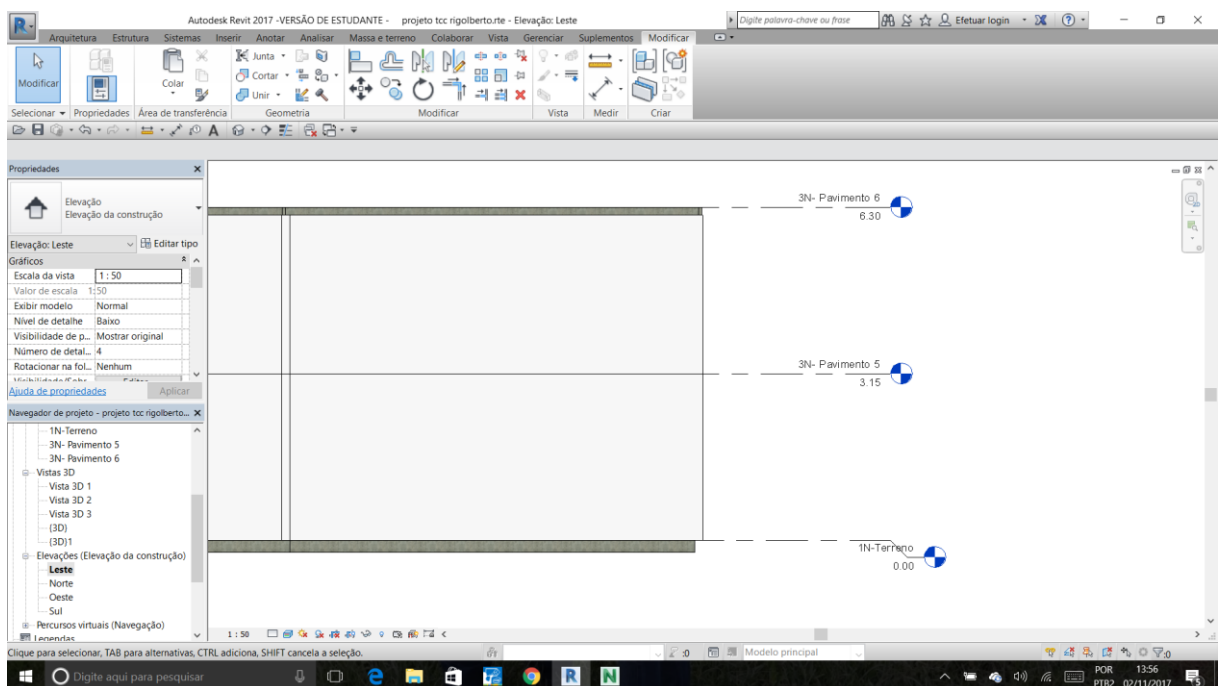 Autodesk Revit 2017 -VERSÃO DE ESTUDANTE - projeto tcc rigolberto.rte - Elevação: Leste
Digite palavra-chave ou frase
Efetuar login
Arquitetura Estrutura Sistemas Inserir Anotar Analisar Massa e terreno Colaborar Vista Gerenciar Suplementos Modificar
Modificar
Colar
Junta
Cortar
Unir
Selecionar Propriedades Área de transferência Geometria Modificar Vista Medir Criar
Propriedades
Elevação
Elevação da construção
Elevação: Leste Editar tipo
Gráficos
Escala da vista 1 : 50
Valor de escala 1:50
Exibir modelo Normal
Nível de detalhe Baixo
Visibilidade de p... Mostrar original
Número de detal... 4
Rotacionar na fol... Nenhum
Ajuda de propriedades Aplicar
Navegador de projeto - projeto tcc rigolberto...
1N-Terreno
3N- Pavimento 5
3N- Pavimento 6
Vistas 3D
Vista 3D 1
Vista 3D 2
Vista 3D 3
{3D}
{3D}1
Elevações (Elevação da construção)
Leste
Norte
Oeste
Sul
Percursos virtuais (Navegação)
Legendas
3N- Pavimento 6
6.30
3N- Pavimento 5
3.15
1N-Terreno
0.00
1 : 50
Clique para selecionar, TAB para alternativas, CTRL adiciona, SHIFT cancela a seleção.
:0
Modelo principal
:0
Digite aqui para pesquisar
POR
PTB2
13:56
02/11/2017